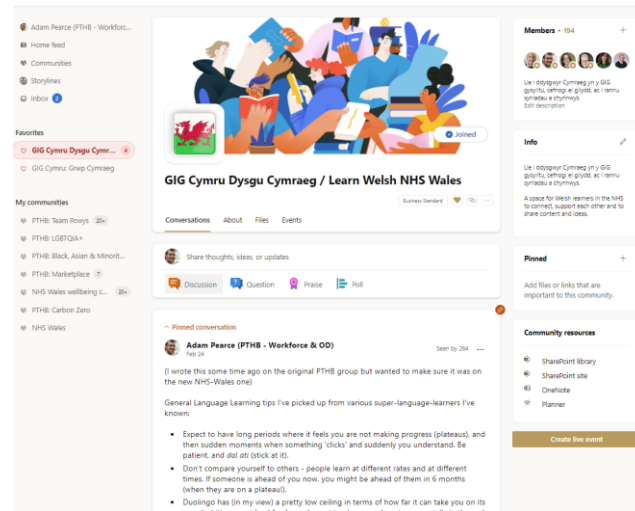 Adam Pearce (PTHB - Workforc...
Home feed
Communities
Storylines
Inbox 2
Favorites
GIG Cymru Dysgu Cymr... 4
GIG Cymru: Grwp Cymraeg
My communities
PTHB: Team Powys 20+
PTHB: LGBTQIA+
PTHB: Black, Asian & Minorit...
PTHB: Marketplace 7
NHS Wales wellbeing c... 20+
PTHB: Carbon Zero
NHS Wales
Joined
GIG Cymru Dysgu Cymraeg / Learn Welsh NHS Wales
Business Standard
Conversations About Files Events
Share thoughts, ideas, or updates
Discussion Question Praise Poll
Pinned conversation
Adam Pearce (PTHB - Workforce & OD)
Feb 24
Seen by 284
(I wrote this some time ago on the original PTHB group but wanted to make sure it was on
the new NHS-Wales one)
General Language Learning tips I've picked up from various super-language-learners I've
known:
• Expect to have long periods where it feels you are not making progress (plateaus), and
then sudden moments when something 'clicks' and suddenly you understand. Be
patient, and dal ati (stick at it).
• Don't compare yourself to others - people learn at different rates and at different
times. If someone is ahead of you now, you might be ahead of them in 6 months
(when they are on a plateau!).
• Duolingo has (in my view) a pretty low ceiling in terms of how far it can take you on its
Members • 194
Lle i ddysgwyr Cymraeg yn y GIG
gysylltu, cefnogi ei gilydd, ac i rannu
syniadau a chynnwys.
Edit description
Info
Lle i ddysgwyr Cymraeg yn y GIG
gysylltu, cefnogi ei gilydd, ac i rannu
syniadau a chynnwys.
A space for Welsh learners in the NHS
to connect, support each other and to
share content and ideas.
Pinned
Add files or links that are
important to this community.
Community resources
SharePoint library
SharePoint site
OneNote
Planner
Create live event